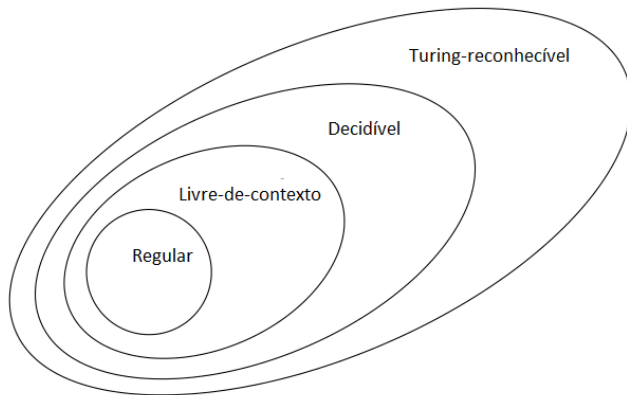 Turing-reconhecível
Decidível
Livre-de-contexto
Regular